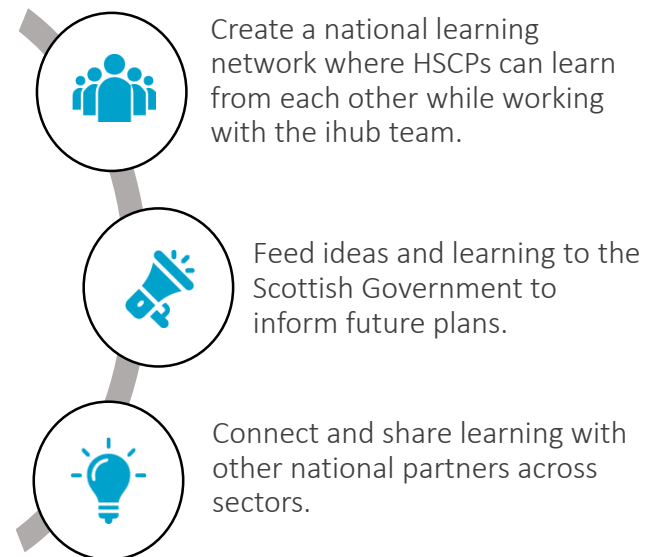 Create a national learning
network where HSCPs can learn
from each other while working
with the ihub team.
Feed ideas and learning to the
Scottish Government to
inform future plans.
Connect and share learning with
other national partners across
sectors.